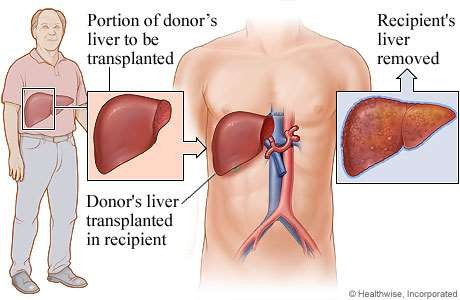 Portion of donor's
liver to be
transplanted
Recipient's
liver
removed
Donor's liver
transplanted
in recipient
© Healthwise, Incorporated